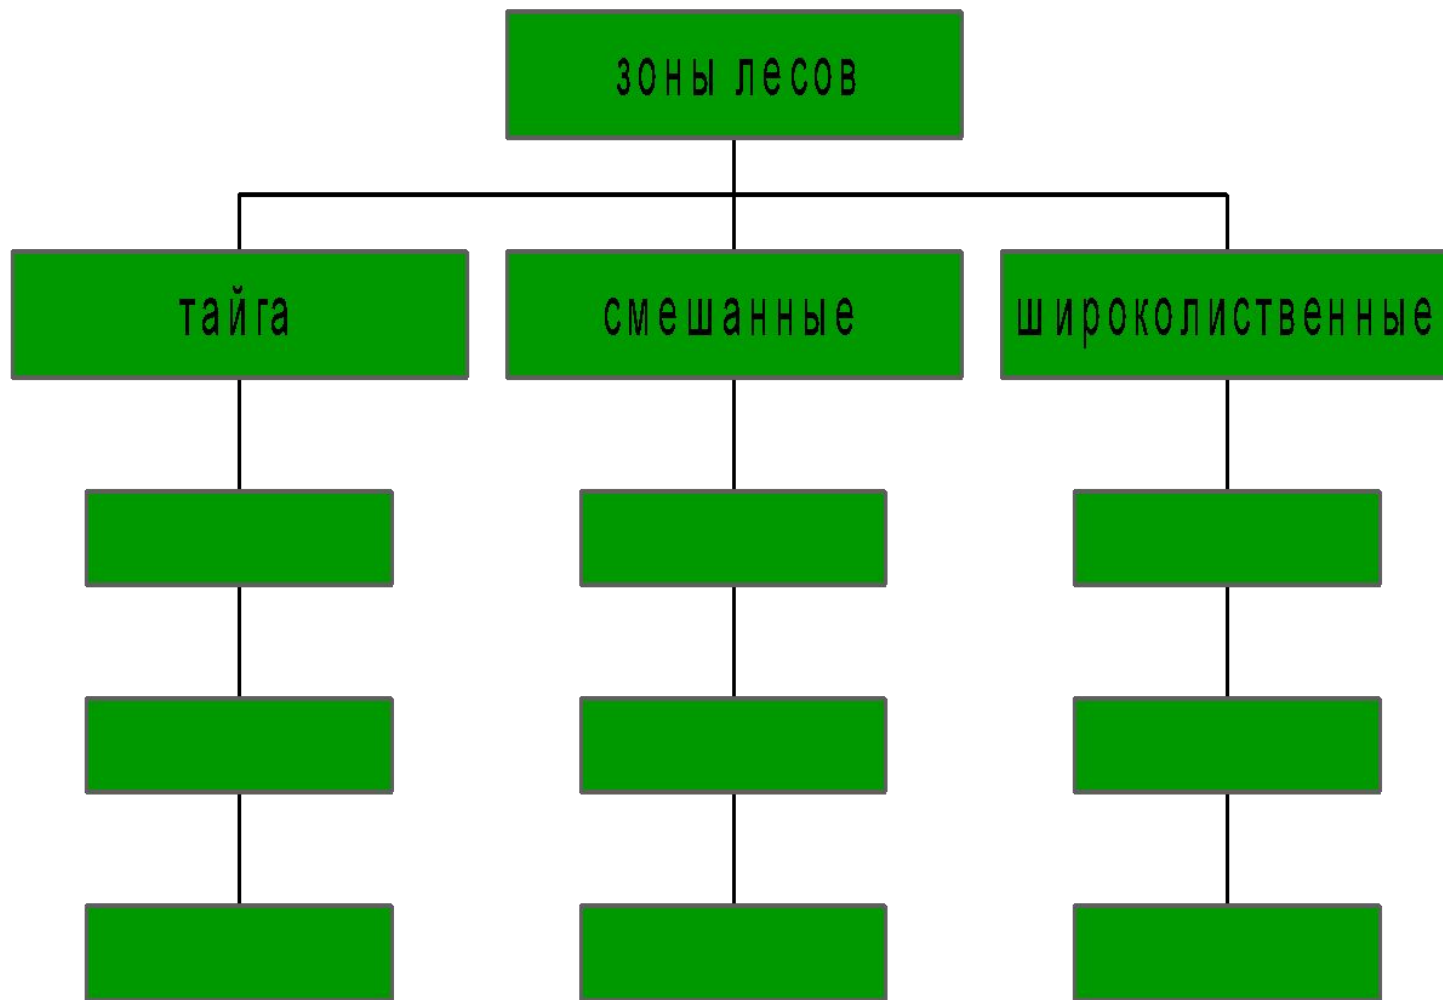 зоны лесов
тайга
смешанные
широколиственные